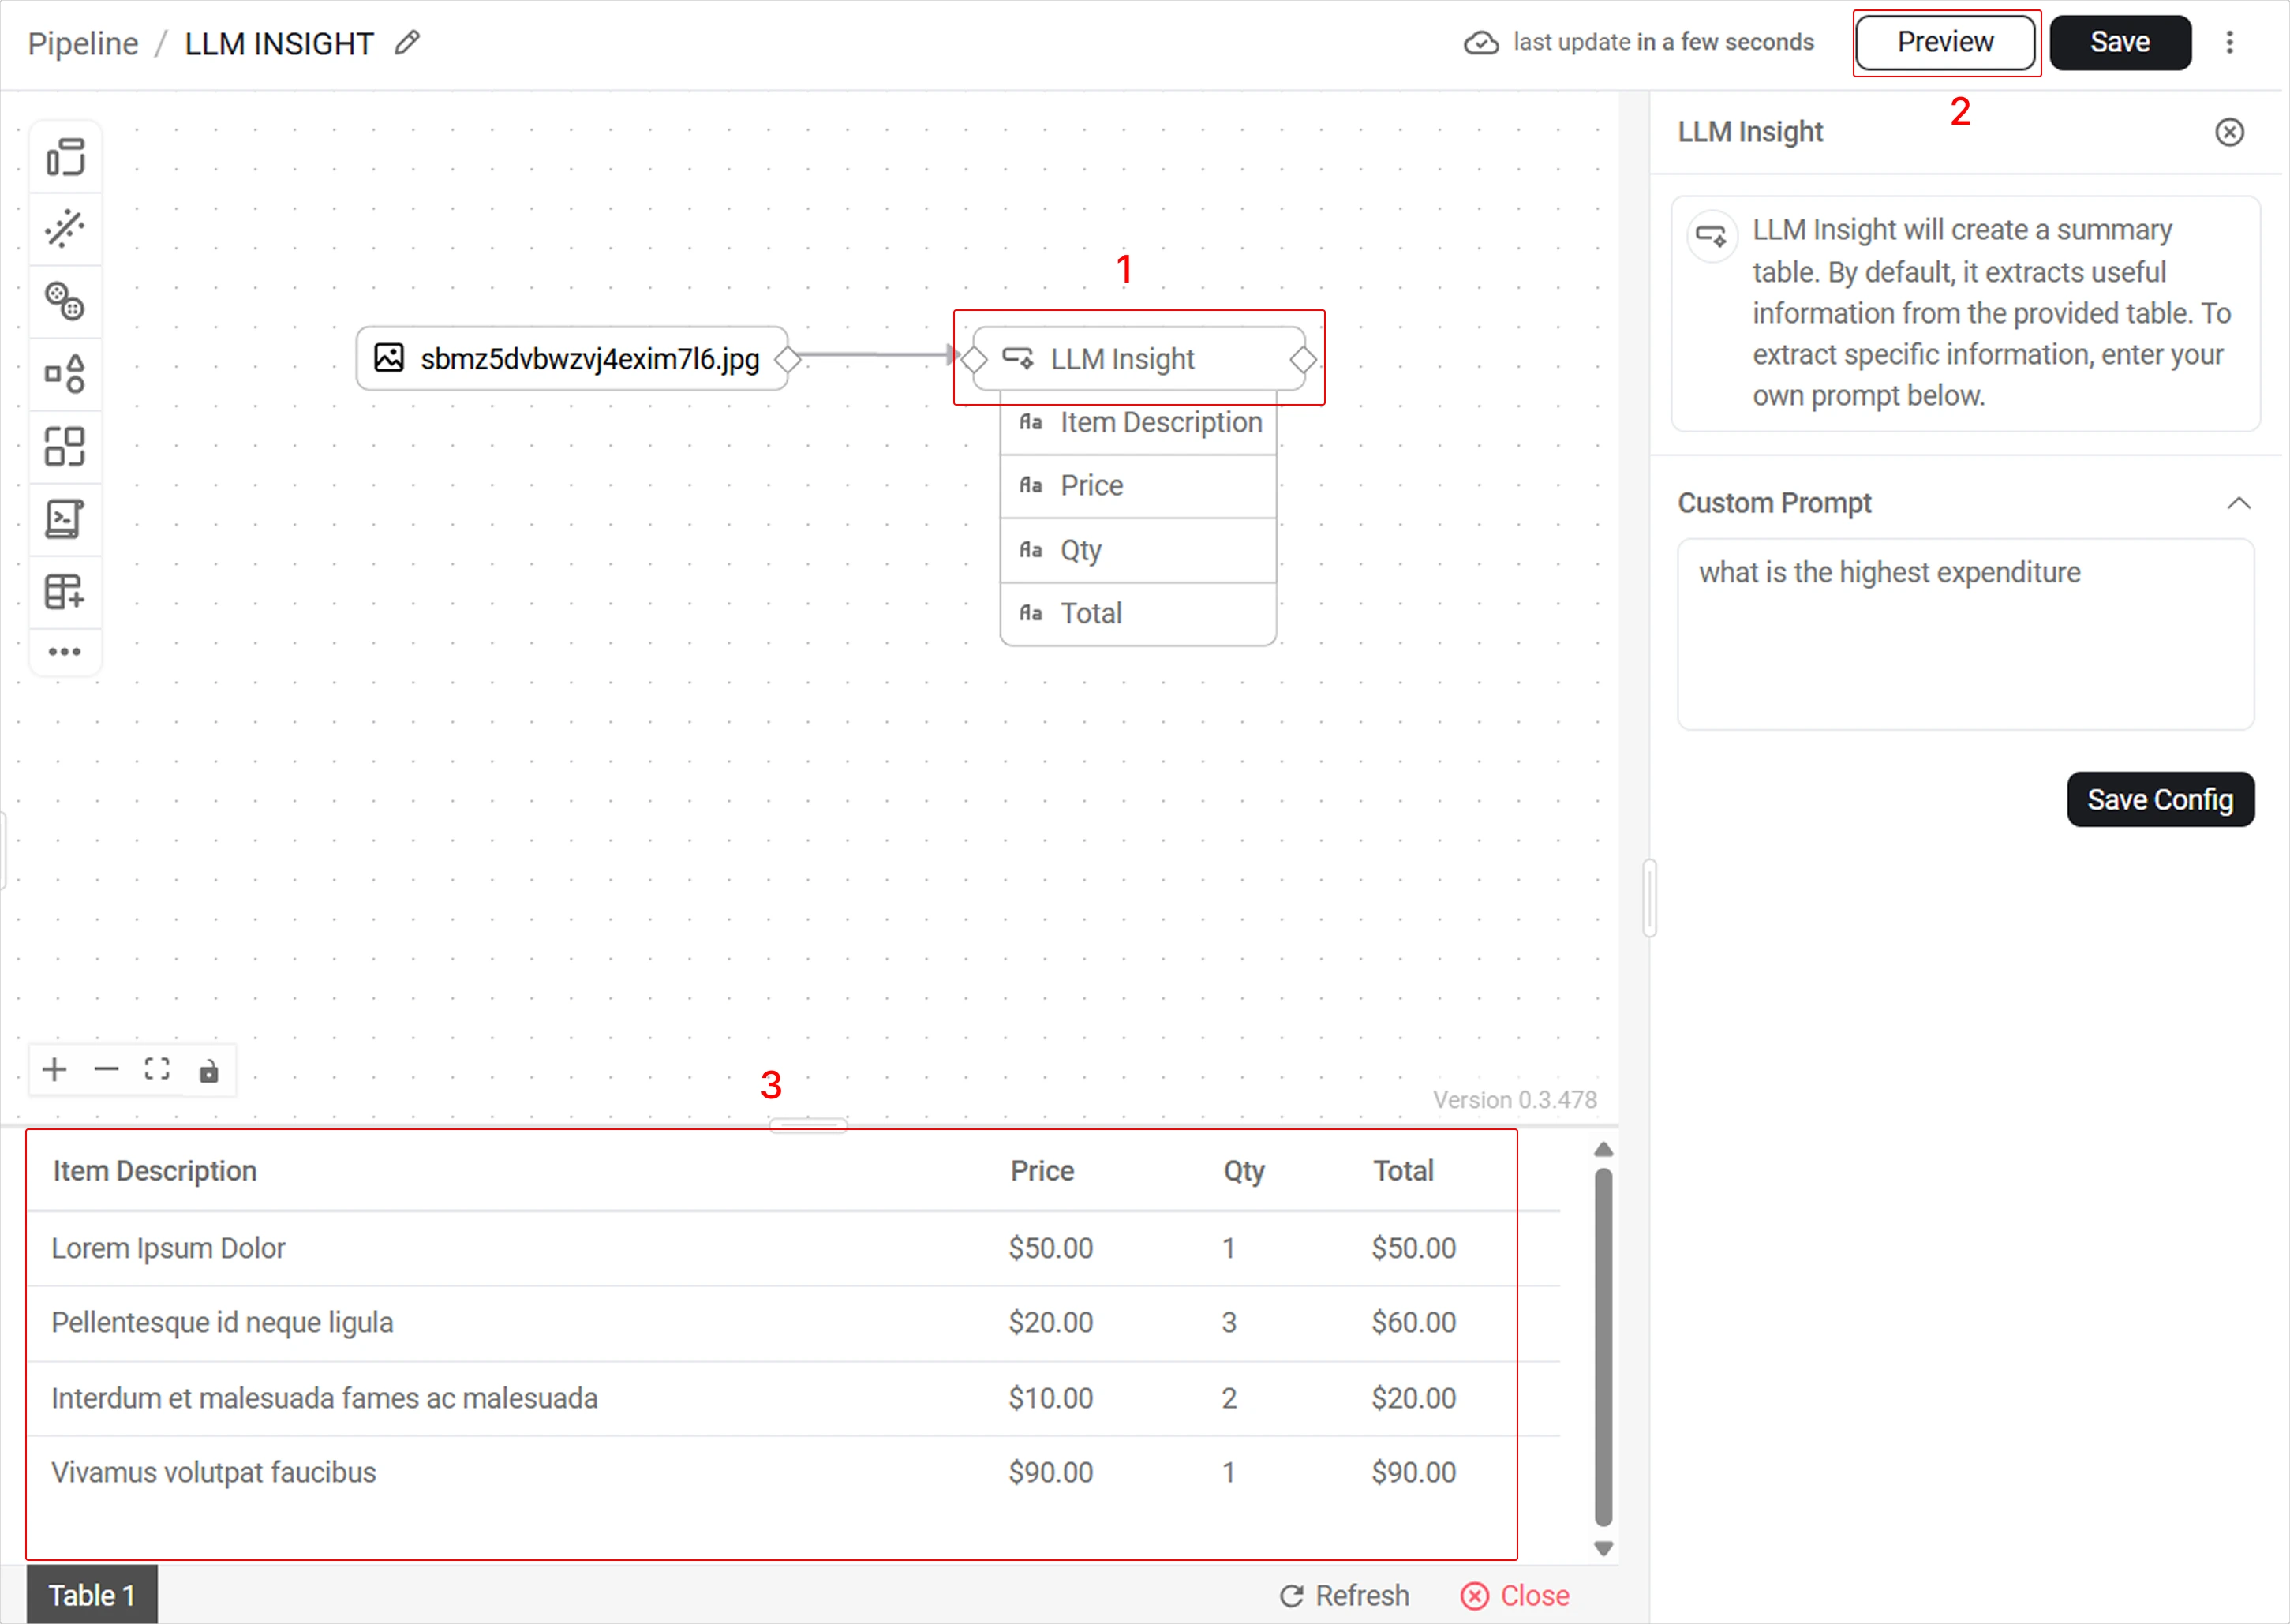 Pipeline / LLM INSIGHT
last update in a few seconds
Preview
Save
2
LLM Insight
LLM Insight will create a summary
table. By default, it extracts useful
information from the provided table. To
extract specific information, enter your
own prompt below.
Custom Prompt
what is the highest expenditure
Save Config
1
sbmz5dvbwzvj4exim7l6.jpg
LLM Insight
Aa Item Description
Aa Price
Aa Qty
Aa Total
3
Version 0.3.478
Item Description Price Qty Total
Lorem Ipsum Dolor $50.00 1 $50.00
Pellentesque id neque ligula $20.00 3 $60.00
Interdum et malesuada fames ac malesuada $10.00 2 $20.00
Vivamus volutpat faucibus $90.00 1 $90.00
Table 1
Refresh
Close